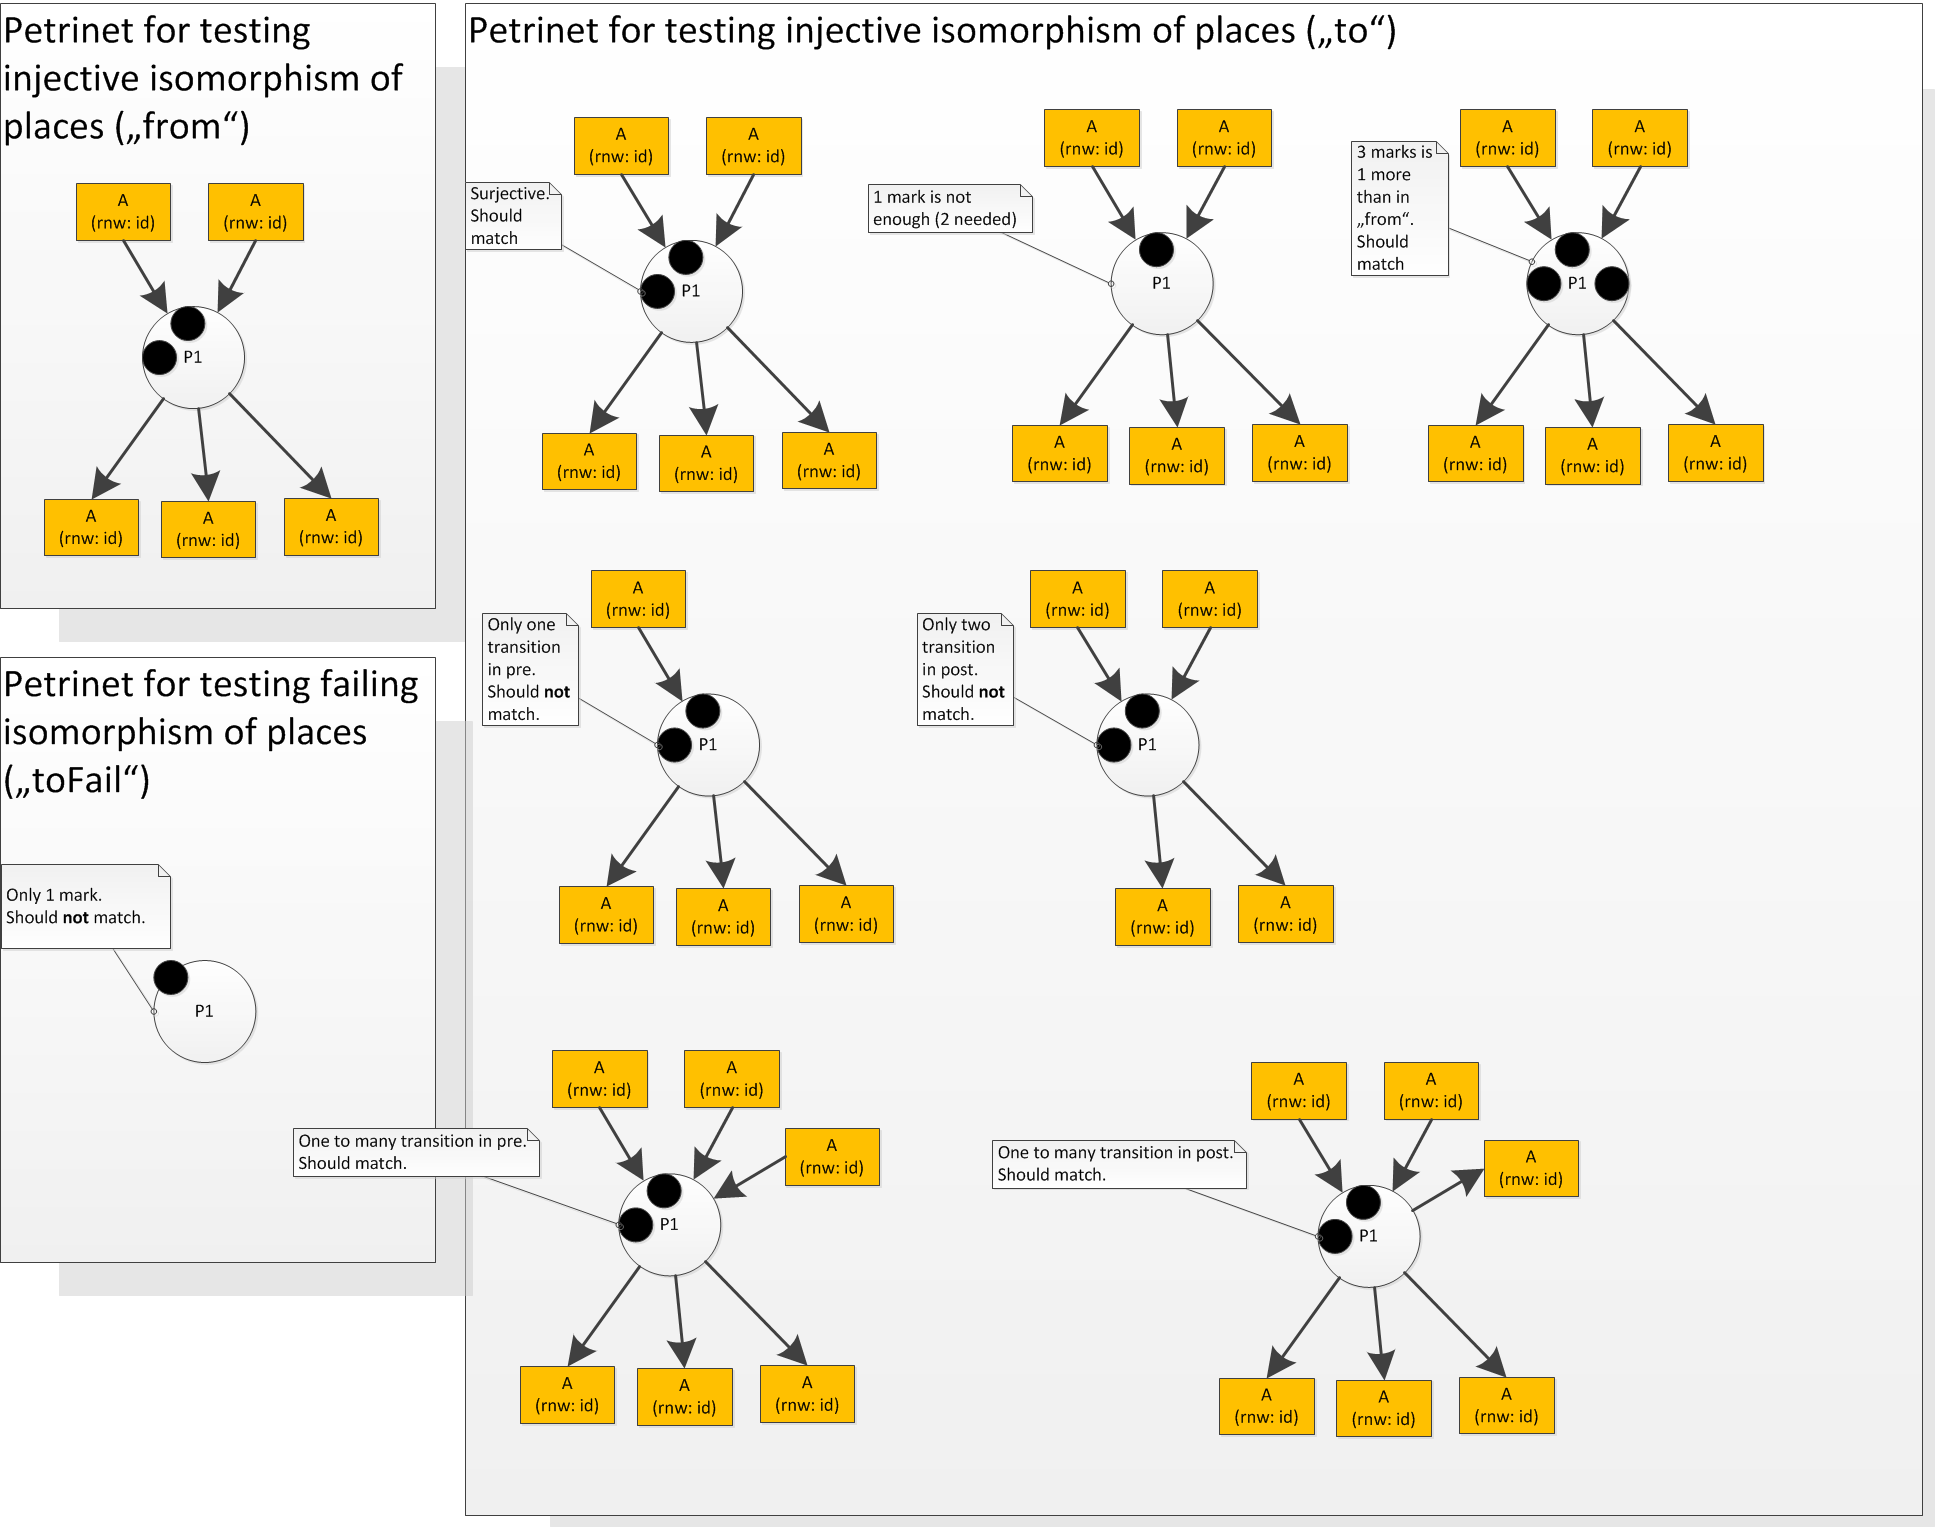 Petrinet for testing
injective isomorphism of
places („from“)
A
(rnw: id)
A
(rnw: id)
P1
A
(rnw: id)
A
(rnw: id)
A
(rnw: id)
Petrinet for testing failing
isomorphism of places
(„toFail“)
Only 1 mark.
Should not match.
P1
Petrinet for testing injective isomorphism of places („to“)
A
(rnw: id)
A
(rnw: id)
Surjective.
Should
match
P1
A
(rnw: id)
A
(rnw: id)
A
(rnw: id)
A
(rnw: id)
A
(rnw: id)
1 mark is not
enough (2 needed)
P1
A
(rnw: id)
A
(rnw: id)
A
(rnw: id)
A
(rnw: id)
A
(rnw: id)
3 marks is
1 more
than in
„from“.
Should
match
P1
A
(rnw: id)
A
(rnw: id)
A
(rnw: id)
A
(rnw: id)
Only one
transition
in pre.
Should not
match.
P1
A
(rnw: id)
A
(rnw: id)
A
(rnw: id)
A
(rnw: id)
A
(rnw: id)
Only two
transition
in post.
Should not
match.
P1
A
(rnw: id)
A
(rnw: id)
A
(rnw: id)
A
(rnw: id)
A
(rnw: id)
One to many transition in pre.
Should match.
P1
A
(rnw: id)
A
(rnw: id)
A
(rnw: id)
A
(rnw: id)
A
(rnw: id)
A
(rnw: id)
One to many transition in post.
Should match.
P1
A
(rnw: id)
A
(rnw: id)
A
(rnw: id)
A
(rnw: id)